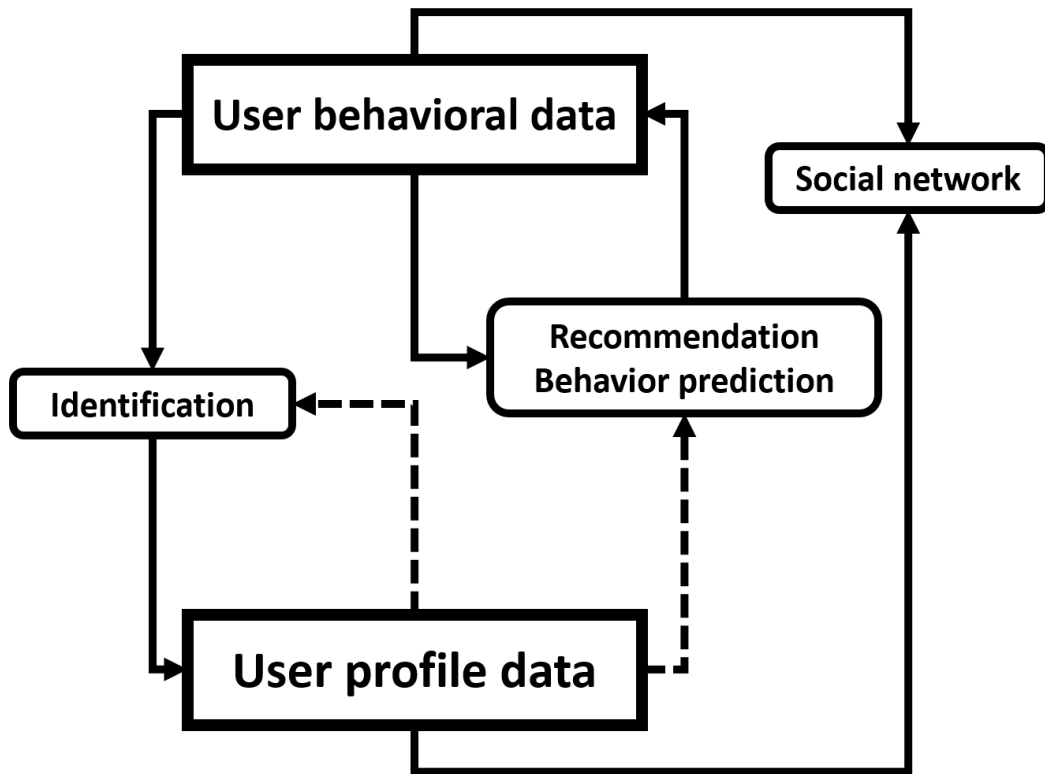 User behavioral data
Social network
Recommendation
Behavior prediction
Identification
User profile data